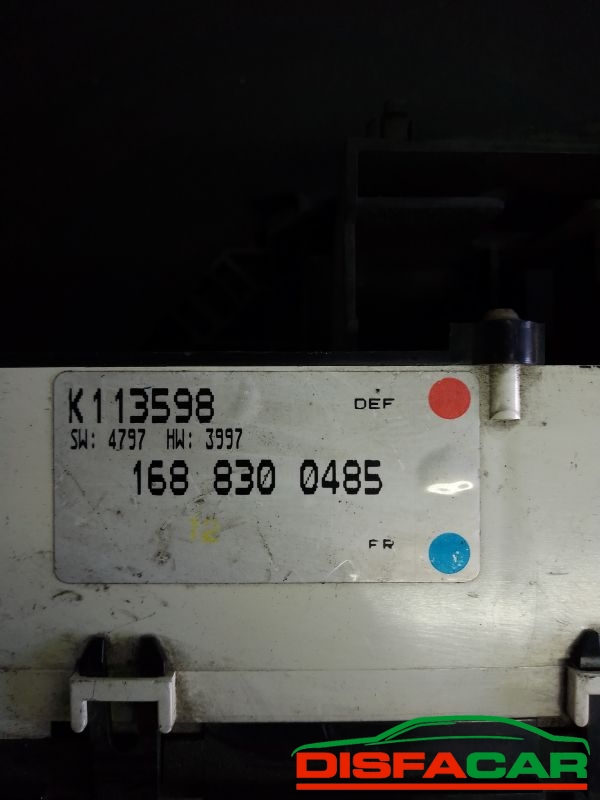 K113598 DEF
SW: 4797 HW: 3997
168 830 0485
12
FR
DISFACAR